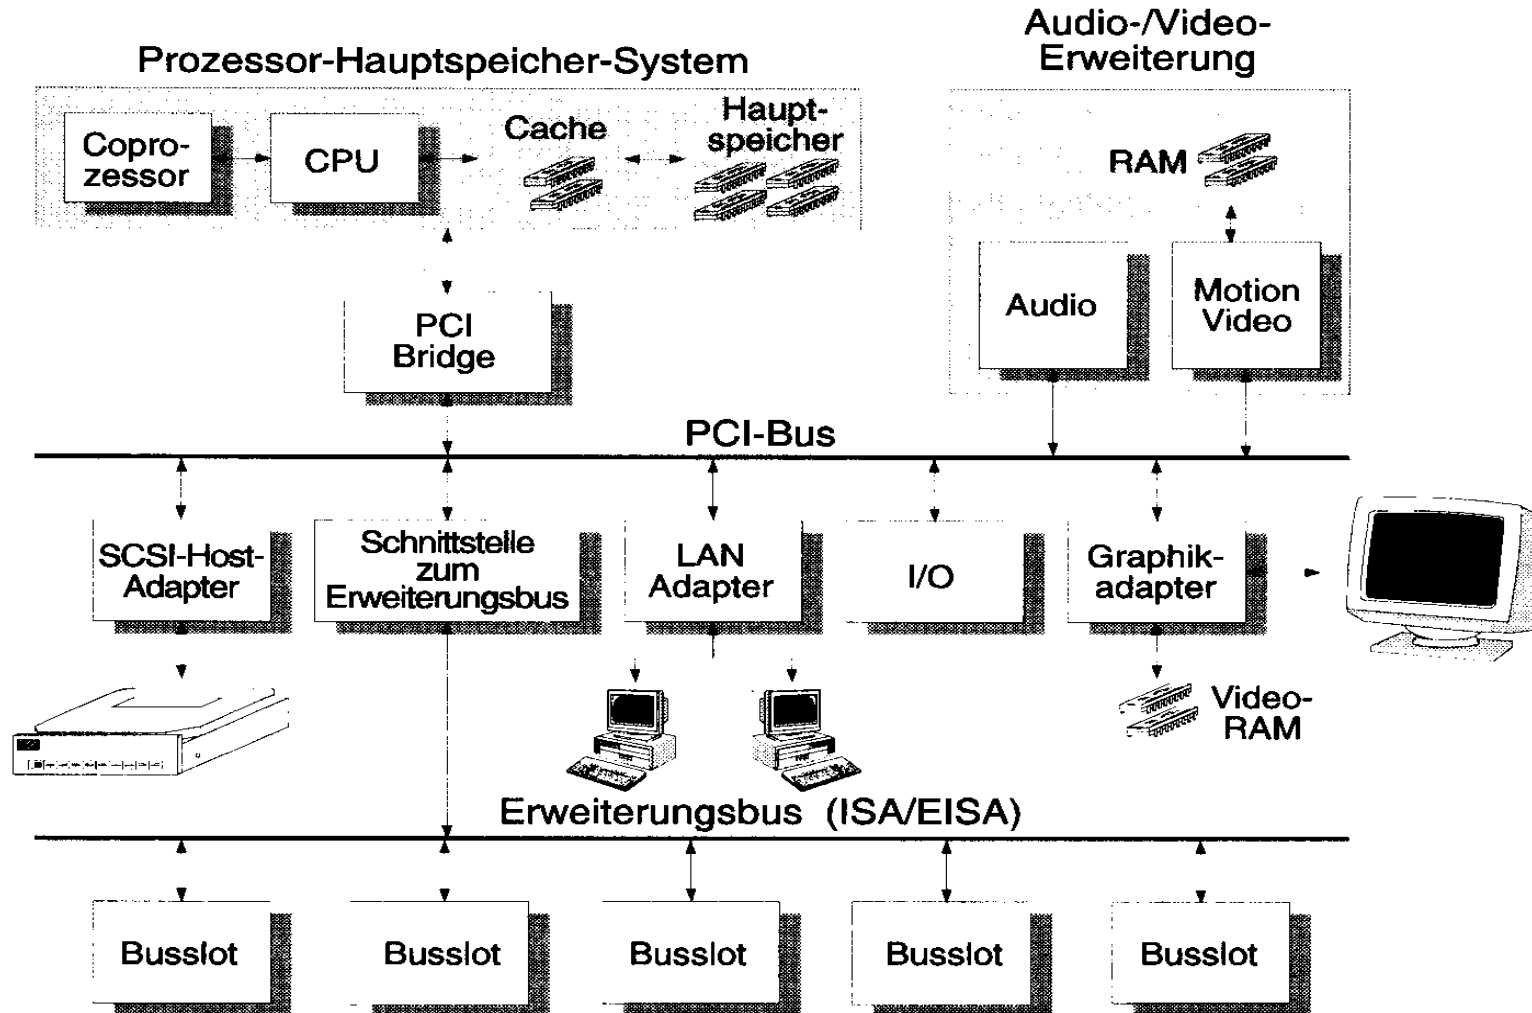 Audio-/Video-
Erweiterung
Prozessor-Hauptspeicher-System
Copro-
zessor
CPU
Cache
Haupt-
speicher
RAM
Audio
Motion
Video
PCI
Bridge
PCI-Bus
SCSI-Host-
Adapter
Schnittstelle
zum
Erweiterungsbus
LAN
Adapter
I/O
Graphik-
adapter
Video-
RAM
Erweiterungsbus (ISA/EISA)
Busslot
Busslot
Busslot
Busslot
Busslot